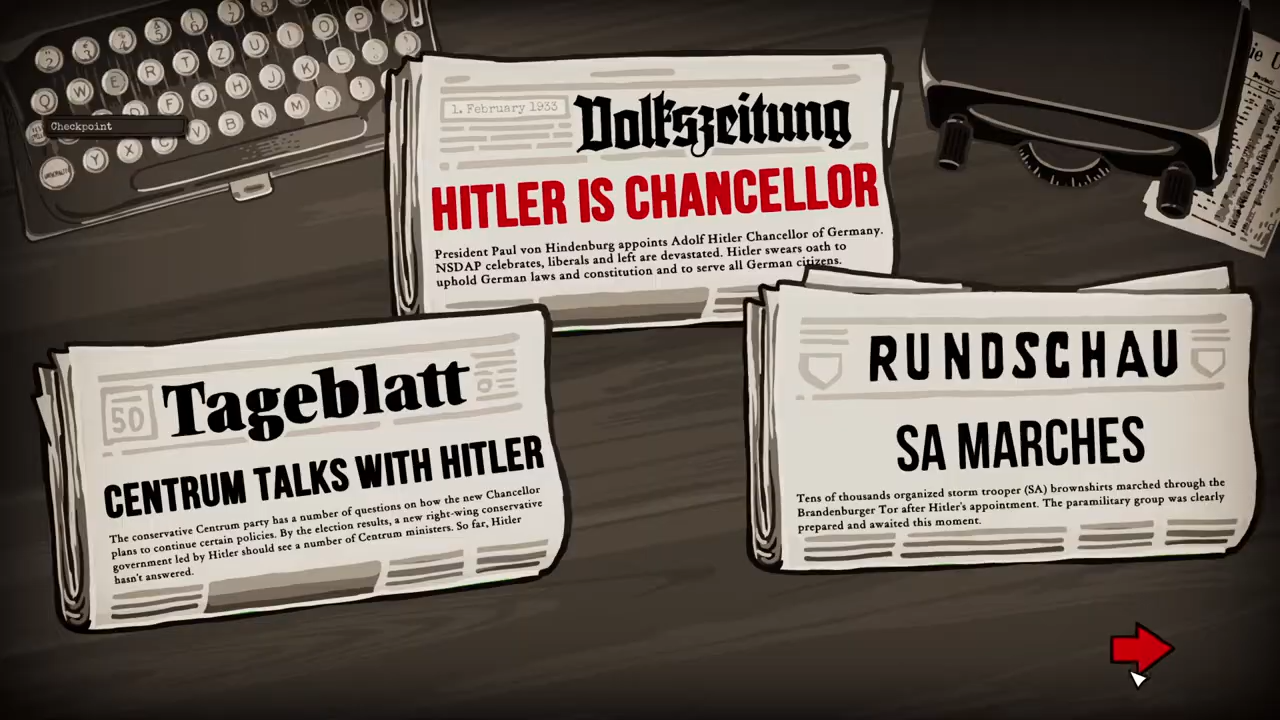 Checkpoint
1. February 1933
Volkszeitung
HITLER IS CHANCELLOR
President Paul von Hindenburg appoints Adolf Hitler Chancellor of Germany.
NSDAP celebrates, liberals and left are devastated. Hitler swears oath to
uphold German laws and constitution and to serve all German citizens.
50
Tageblatt
CENTRUM TALKS WITH HITLER
The conservative Centrum party has a number of questions on how the new Chancellor
plans to continue certain policies. By the election results, a new right-wing conservative
government led by Hitler should see a number of Centrum ministers. So far, Hitler
hasn't answered.
RUNDSCHAU
SA MARCHES
Tens of thousands organized storm trooper (SA) brownshirts marched through the
Brandenburger Tor after Hitler's appointment. The paramilitary group was clearly
prepared and awaited this moment.